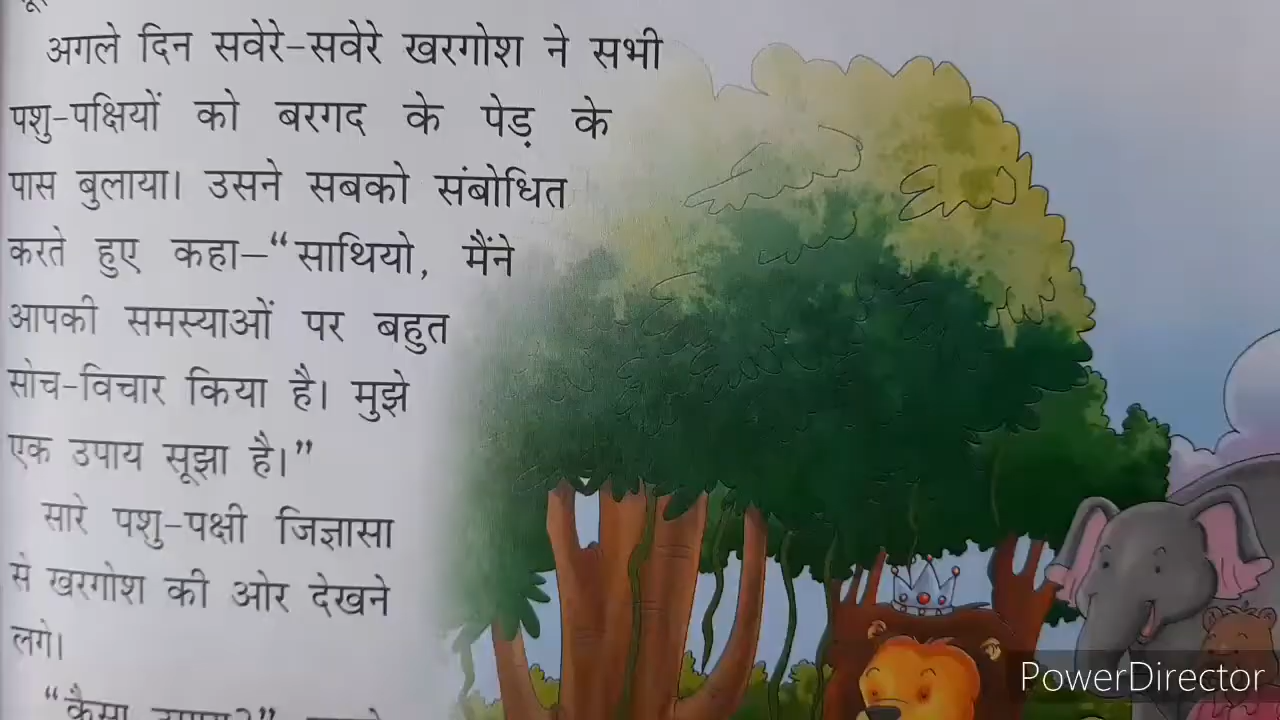 अगले दिन सवेरे-सवेरे खरगोश ने सभी
पशु-पक्षियों को बरगद के पेड़ के
पास बुलाया। उसने सबको संबोधित
करते हुए कहा—“साथियो, मैंने
आपकी समस्याओं पर बहुत
सोच-विचार किया है। मुझे
एक उपाय सूझा है।”
सारे पशु-पक्षी जिज्ञासा
से खरगोश की ओर देखने
लगे।
“कैसा उपाय?”
PowerDirector